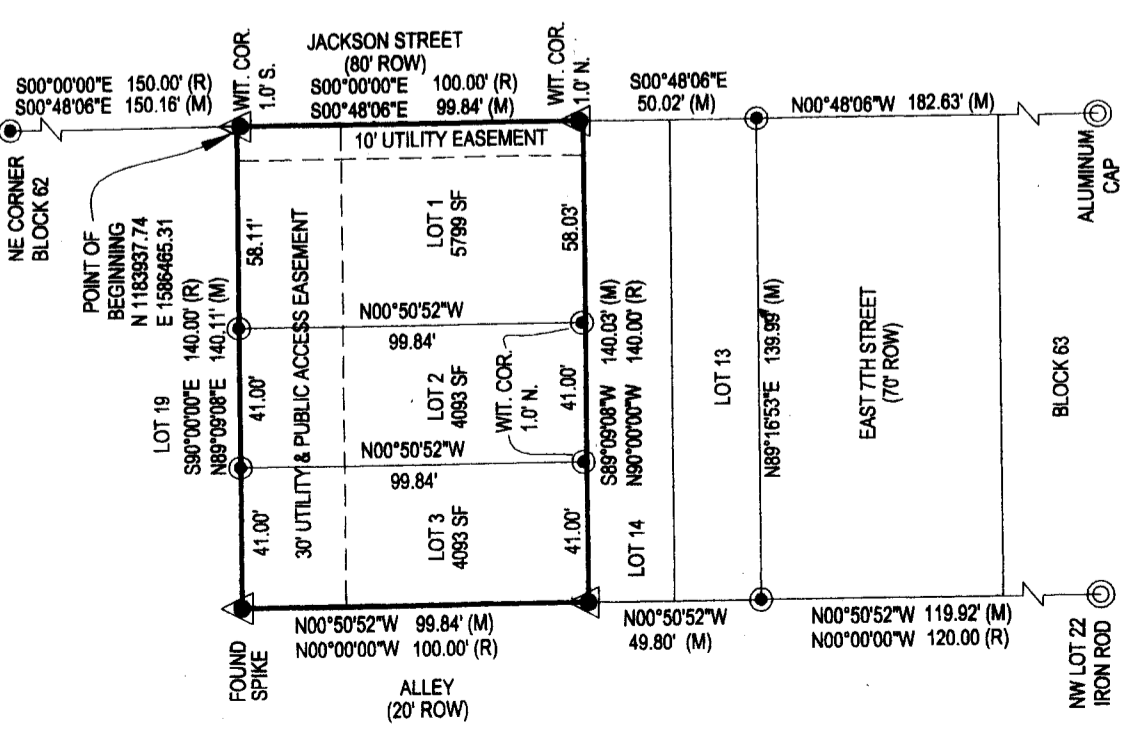 S00°00'00"E 150.00' (R)
S00°48'06"E 150.16' (M)
WIT. COR.
1.0' S.
JACKSON STREET
(80' ROW)
S00°00'00"E 100.00' (R)
S00°48'06"E 99.84' (M)
WIT. COR.
1.0' N.
S00°48'06"E
50.02' (M)
N00°48'06"W 182.63' (M)
NE CORNER
BLOCK 62
10' UTILITY EASEMENT
ALUMINUM
CAP
POINT OF
BEGINNING
N 1183937.74
E 1586465.31
58.11'
LOT 1
5799 SF
58.03'
30' UTILITY & PUBLIC ACCESS EASEMENT
N00°50'52"W
99.84'
LOT 19
S90°00'00"E 140.00' (R)
N89°09'08"E 140.11' (M)
41.00'
LOT 2
4093 SF
41.00'
WIT. COR.
1.0' N.
S89°09'08"W 140.03' (M)
N90°00'00"W 140.00' (R)
LOT 13
N89°16'53"E 139.99' (M)
EAST 7TH STREET
(70' ROW)
BLOCK 63
N00°50'52"W
99.84'
41.00'
LOT 3
4093 SF
41.00'
LOT 14
FOUND
SPIKE
N00°50'52"W 99.84' (M)
N00°00'00"W 100.00' (R)
N00°50'52"W
49.80' (M)
N00°50'52"W 119.92' (M)
N00°00'00"W 120.00 (R)
NW LOT 22
IRON ROD
ALLEY
(20' ROW)